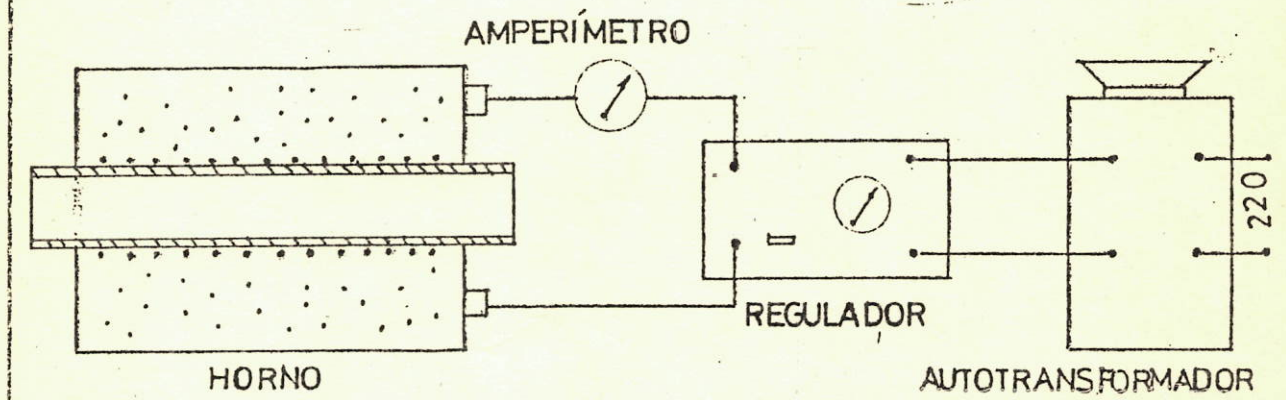 AMPERÍMETRO
220
REGULADOR
HORNO
AUTOTRANSFORMADOR